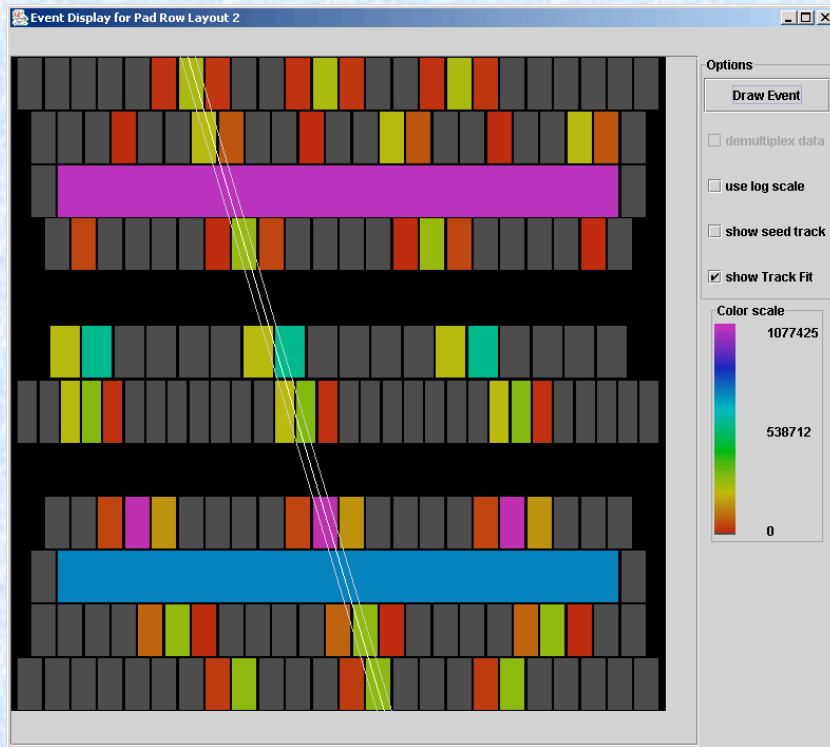 Event Display for Pad Row Layout 2
Options
Draw Event
demultiplex data
use log scale
show seed track
show Track Fit
Color scale
1077425
538712
0